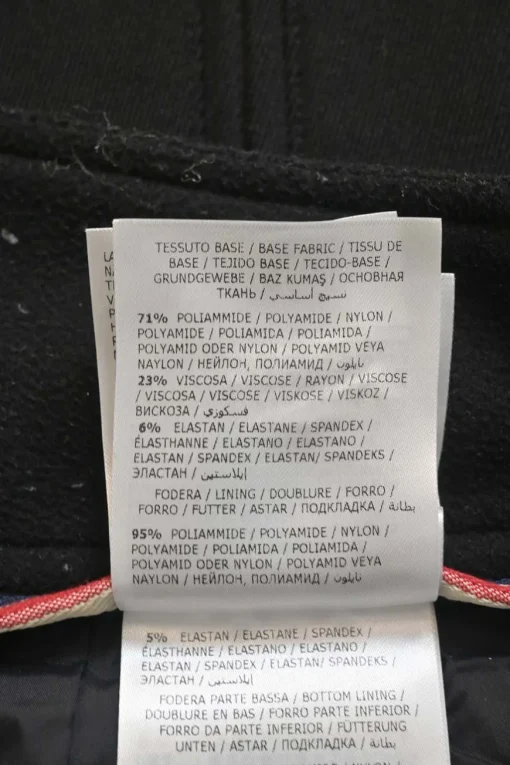 TESSUTO BASE / BASE FABRIC / TISSU DE
BASE / TEJIDO BASE / TECIDO-BASE /
GRUNDGEWEBE / BAZ KUMAŞ / ОСНОВНАЯ
ТКАНЬ / نسيج أساسي
71% POLIAMMIDE / POLYAMIDE / NYLON /
POLYAMIDE / POLIAMIDA / POLIAMIDA /
POLYAMID ODER NYLON / POLYAMID VEYA
NAYLON / НЕЙЛОН, ПОЛИАМИД / نايلون
23% VISCOSA / VISCOSE / RAYON / VISCOSE
/ VISCOSA / VISCOSE / VISKOSE / VISKOZ /
ВИСКОЗА / فسكوزي
6% ELASTAN / ELASTANE / SPANDEX /
ÉLASTHANNE / ELASTANO / ELASTANO /
ELASTAN / SPANDEX / ELASTAN/ SPANDEKS /
ЭЛАСТАН / إيلاستين
FODERA / LINING / DOUBLURE / FORRO /
FORRO / FUTTER / ASTAR / ПОДКЛАДКА / بطانة
95% POLIAMMIDE / POLYAMIDE / NYLON /
POLYAMIDE / POLIAMIDA / POLIAMIDA /
POLYAMID ODER NYLON / POLYAMID VEYA
NAYLON / НЕЙЛОН, ПОЛИАМИД / نايلون
5% ELASTAN / ELASTANE / SPANDEX /
ÉLASTHANNE / ELASTANO / ELASTANO /
ELASTAN / SPANDEX / ELASTAN/ SPANDEKS /
ЭЛАСТАН / إيلاستين
FODERA PARTE BASSA / BOTTOM LINING /
DOUBLURE EN BAS / FORRO PARTE INFERIOR /
FORRO DA PARTE INFERIOR / FÜTTERUNG
UNTEN / ASTAR / ПОДКЛАДКА / بطانة